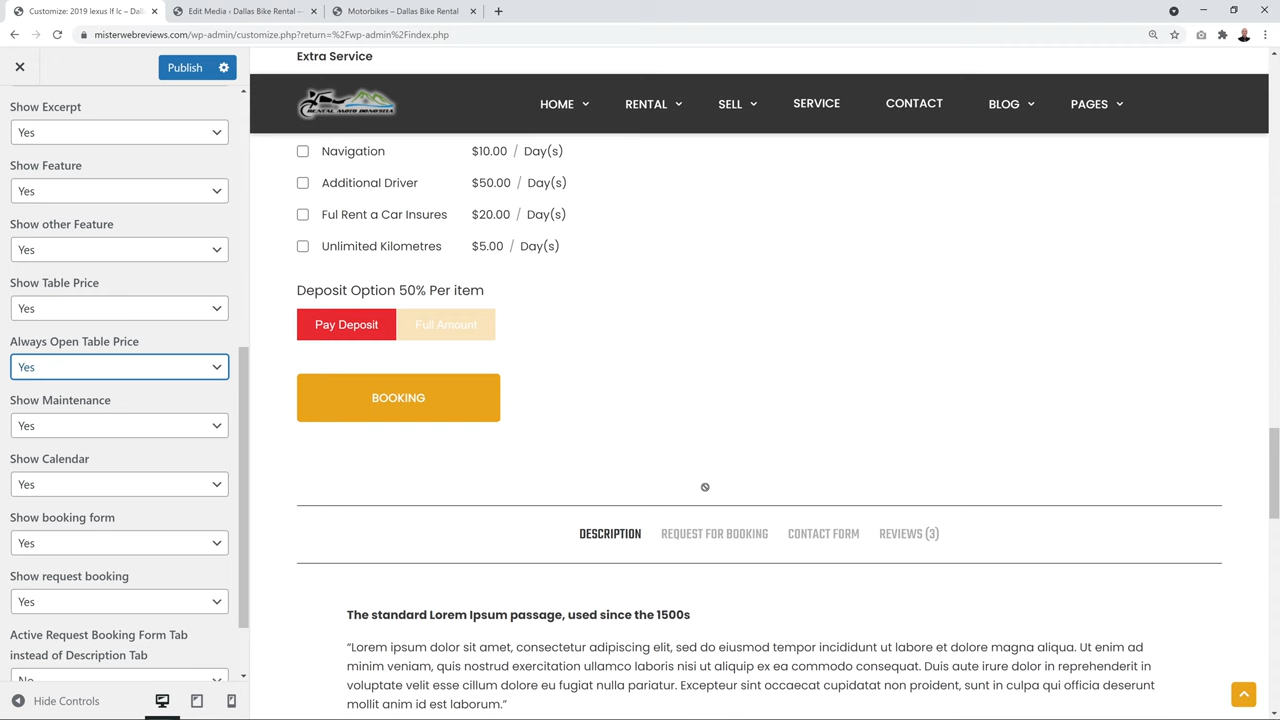 Customize: 2019 lexus lf lc – Dall
Edit Media ‹ Dallas Bike Rental —
Motorbikes – Dallas Bike Rental
misterwebreviews.com/wp-admin/customize.php?return=%2Fwp-admin%2Findex.php
Publish
Show Excerpt
Yes
Show Feature
Yes
Show other Feature
Yes
Show Table Price
Yes
Always Open Table Price
Yes
Show Maintenance
Yes
Show Calendar
Yes
Show booking form
Yes
Show request booking
Yes
Active Request Booking Form Tab
instead of Description Tab
No
Hide Controls
Extra Service
RENTAL MOTO DONOSTIA
HOME RENTAL SELL SERVICE CONTACT BLOG PAGES
Navigation $10.00 / Day(s)
Additional Driver $50.00 / Day(s)
Ful Rent a Car Insures $20.00 / Day(s)
Unlimited Kilometres $5.00 / Day(s)
Deposit Option 50% Per item
Pay Deposit Full Amount
BOOKING
DESCRIPTION REQUEST FOR BOOKING CONTACT FORM REVIEWS (3)
The standard Lorem Ipsum passage, used since the 1500s
“Lorem ipsum dolor sit amet, consectetur adipiscing elit, sed do eiusmod tempor incididunt ut labore et dolore magna aliqua. Ut enim ad
minim veniam, quis nostrud exercitation ullamco laboris nisi ut aliquip ex ea commodo consequat. Duis aute irure dolor in reprehenderit in
voluptate velit esse cillum dolore eu fugiat nulla pariatur. Excepteur sint occaecat cupidatat non proident, sunt in culpa qui officia deserunt
mollit anim id est laborum.”